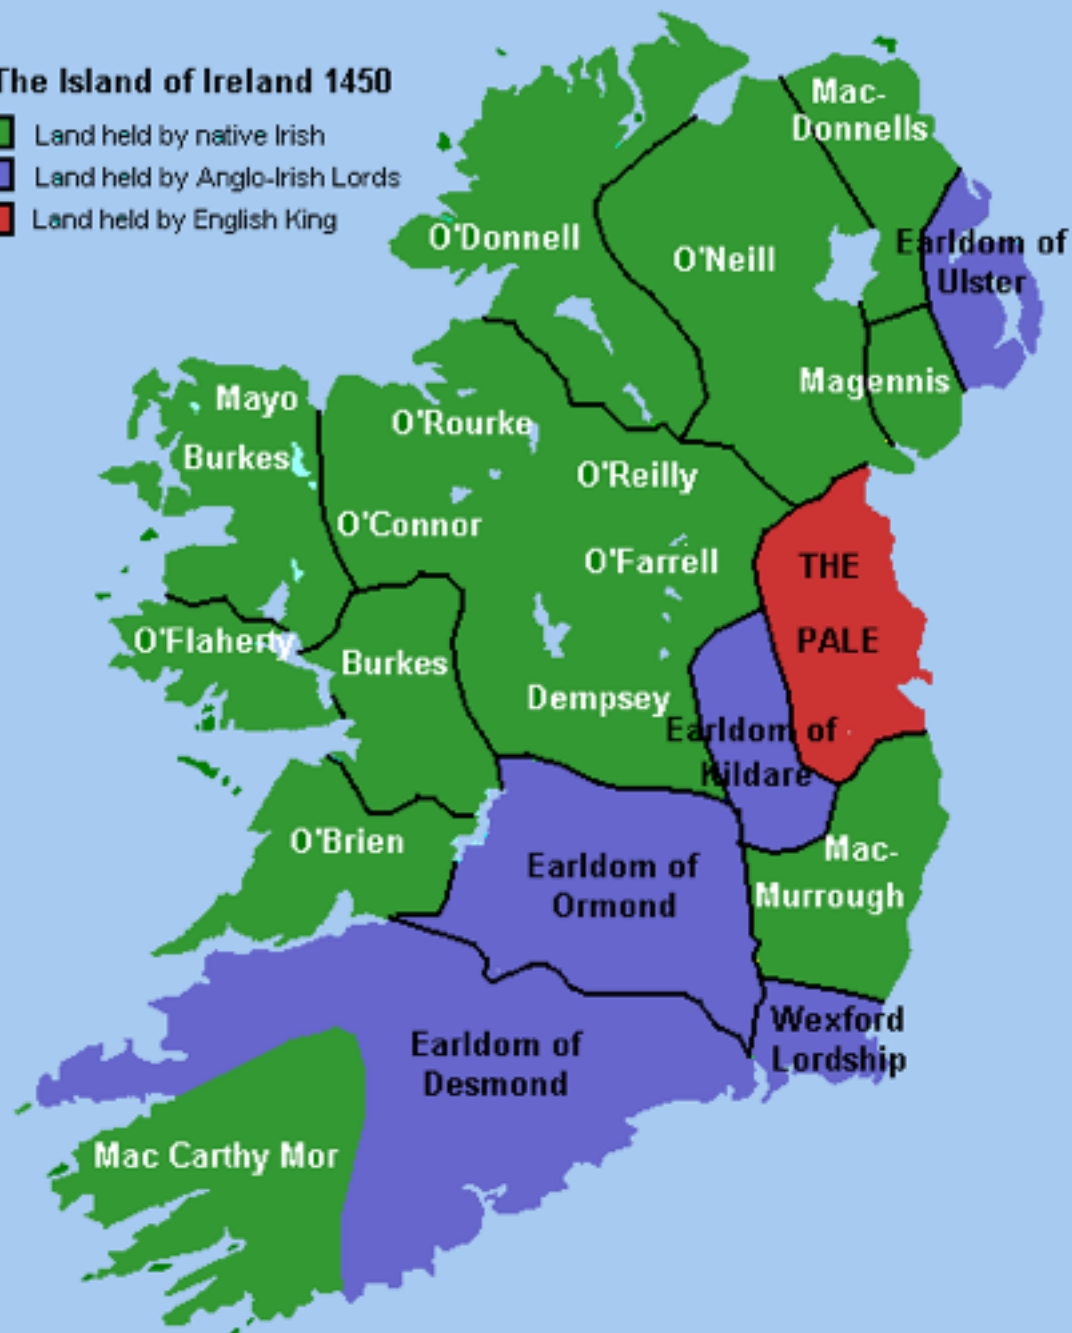 The Island of Ireland 1450
Land held by native Irish
Land held by Anglo-Irish Lords
Land held by English King
Mac-
Donnells
O'Donnell
O'Neill
Earldom of
Ulster
Magennis
Mayo
Burkes
O'Rourke
O'Reilly
O'Connor
O'Farrell
THE
PALE
O'Flaherty
Burkes
Dempsey
Earldom of
Kildare
O'Brien
Earldom of
Ormond
Mac-
Murrough
Wexford
Lordship
Earldom of
Desmond
Mac Carthy Mor